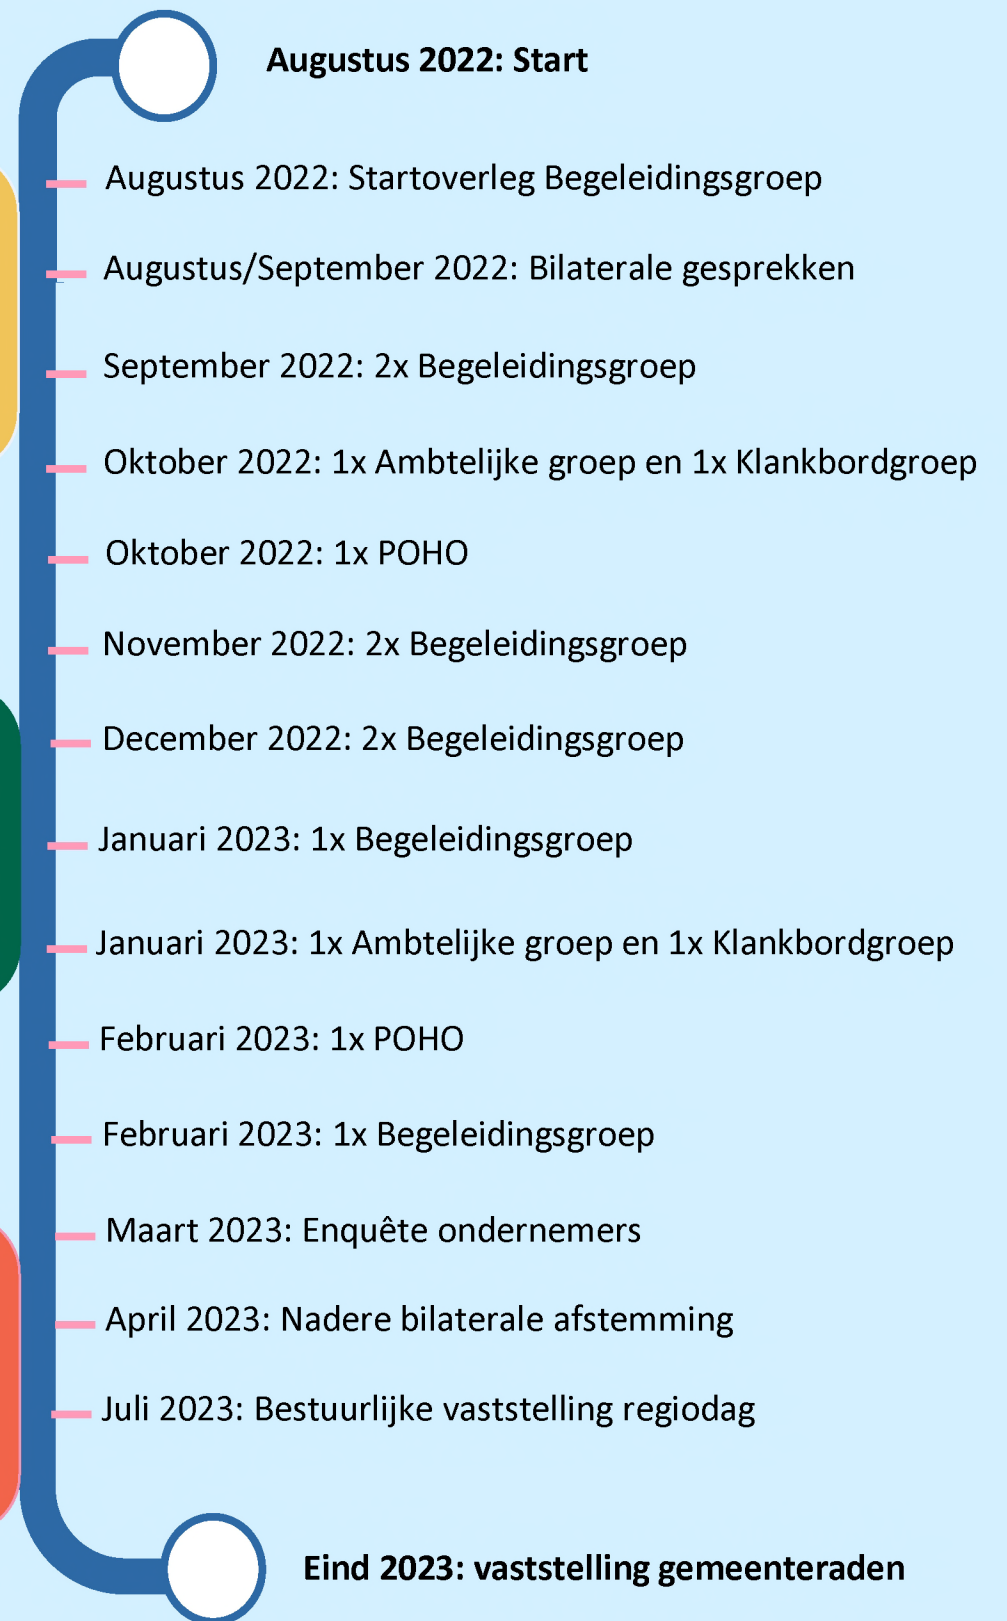 Augustus 2022: Start
Augustus 2022: Startoverleg Begeleidingsgroep
Augustus/September 2022: Bilaterale gesprekken
September 2022: 2x Begeleidingsgroep
Oktober 2022: 1x Ambtelijke groep en 1x Klankbordgroep
Oktober 2022: 1x POHO
November 2022: 2x Begeleidingsgroep
December 2022: 2x Begeleidingsgroep
Januari 2023: 1x Begeleidingsgroep
Januari 2023: 1x Ambtelijke groep en 1x Klankbordgroep
Februari 2023: 1x POHO
Februari 2023: 1x Begeleidingsgroep
Maart 2023: Enquête ondernemers
April 2023: Nadere bilaterale afstemming
Juli 2023: Bestuurlijke vaststelling regiodag
Eind 2023: vaststelling gemeenteraden